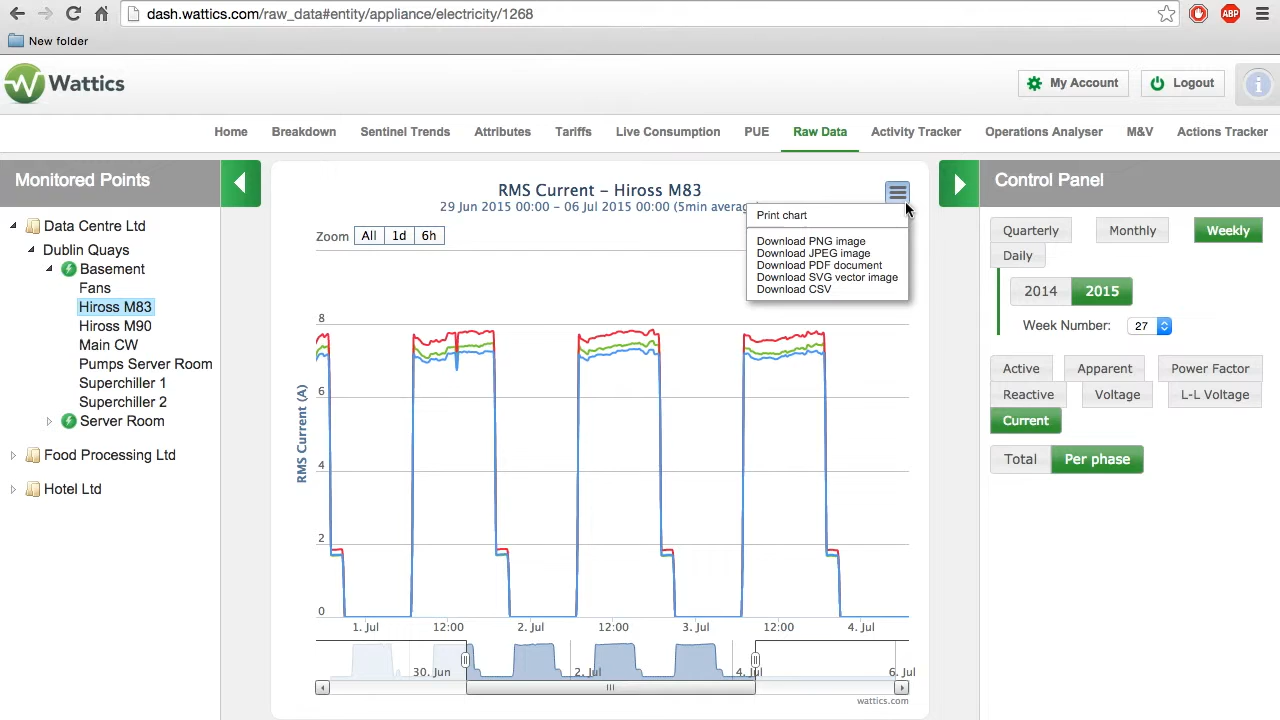 dash.wattics.com/raw_data#entity/appliance/electricity/1268
ABP
New folder
Wattics
My Account
Logout
i
Home
Breakdown
Sentinel Trends
Attributes
Tariffs
Live Consumption
PUE
Raw Data
Activity Tracker
Operations Analyser
M&V
Actions Tracker
Monitored Points
Data Centre Ltd
Dublin Quays
Basement
Fans
Hiross M83
Hiross M90
Main CW
Pumps Server Room
Superchiller 1
Superchiller 2
Server Room
Food Processing Ltd
Hotel Ltd
RMS Current – Hiross M83
29 Jun 2015 00:00 – 06 Jul 2015 00:00 (5min average
Zoom All 1d 6h
Print chart
Download PNG image
Download JPEG image
Download PDF document
Download SVG vector image
Download CSV
RMS Current (A)
8
6
4
2
0
1. Jul 12:00 2. Jul 12:00 3. Jul 12:00 4. Jul
30. Jun 2. Jul 4. Jul 6. Jul
wattics.com
Control Panel
Quarterly Monthly Weekly
Daily
2014 2015
Week Number: 27
Active Apparent Power Factor
Reactive Voltage L-L Voltage
Current
Total Per phase